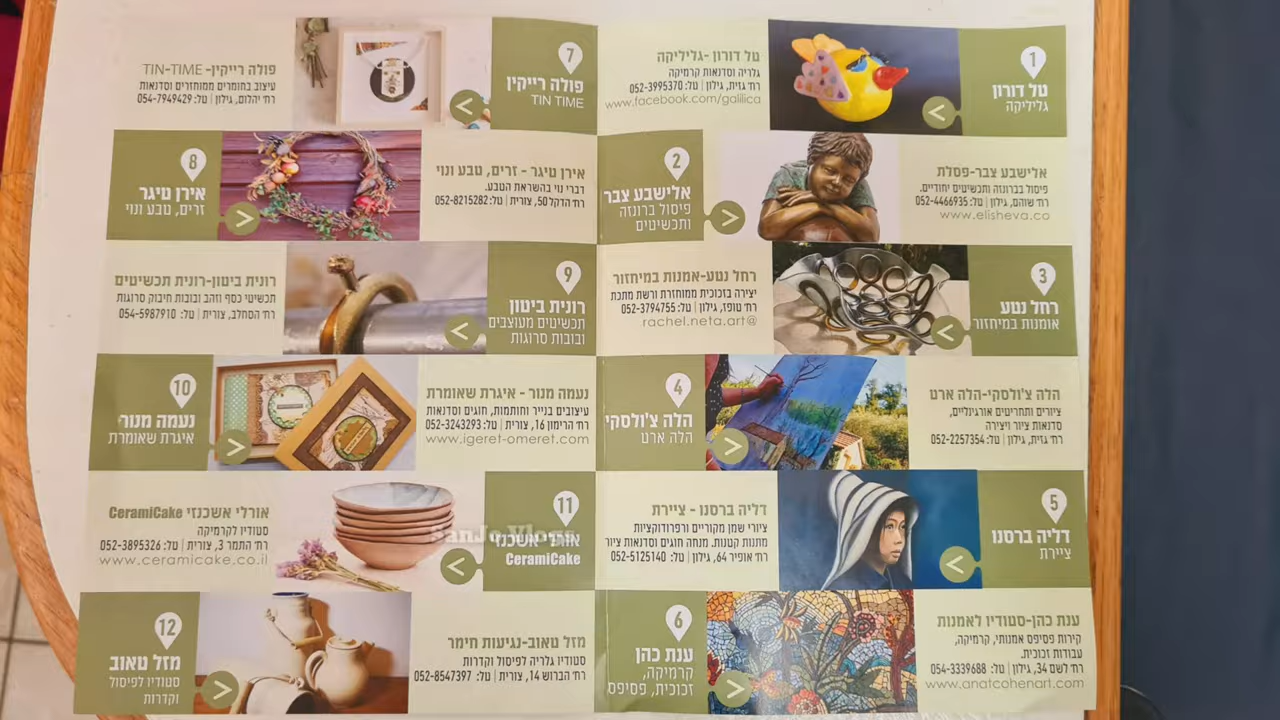 1
טל דורון
גליליקה
טל דורון -גליליקה
גלריה וסדנאות קרמיקה
רח׳ גזית, גילון | טל: 052-3995370
www.facebook.com/galilica
2
אלישבע צבר
פיסול ברונזה
ותכשיטים
אלישבע צבר-פסלת
פיסול בברונזה ותכשיטים יחודיים.
רח׳ שוהם, גילון | טל: 052-4466935
www.elisheva.co
3
רחל נטע
אומנות במיחזור
רחל נטע-אמנות במיחזור
יצירה בזכוכית ממוחזרת ורשת מתכת
רח׳ טופז, גילון | טל: 052-3794755
rachel.neta.art@
4
הלה צ'ולסקי
הלה ארט
הלה צ'ולסקי-הלה ארט
ציורים ותחריטים אורגינליים,
סדנאות ציור ויצירה
רח׳ גזית, גילון | טל: 052-2257354
5
דליה ברסנו
ציירת
דליה ברסנו - ציירת
ציורי שמן מקוריים ורפרודוקציות
מתנות קטנות. מנחה חוגים וסדנאות ציור
רח׳ אופיר 64, גילון | טל: 052-5125140
6
ענת כהן
קרמיקה,
זכוכית, פסיפס
ענת כהן-סטודיו לאמנות
קירות פסיפס אמנותי, קרמיקה,
עבודות זכוכית.
רח׳ לשם 34, גילון | טל: 054-3339688
www.anatcohenart.com
7
פולה רייקין
TIN TIME
פולה רייקין- TIN-TIME
עיצוב בחומרים ממוחזרים וסדנאות
רח׳ יהלום, גילון | טל: 054-7949429
8
אירן טיגר
זרים, טבע ונוי
אירן טיגר - זרים, טבע ונוי
דברי נוי בהשראת הטבע.
רח׳ הדקל 50, צורית | טל: 052-8215282
9
רונית ביטון
תכשיטים מעוצבים
ובובות סרוגות
רונית ביטון-רונית תכשיטים
תכשיטי כסף וזהב ובובות חיבוק סרוגות
רח׳ הסחלב, צורית | טל: 054-5987910
10
נעמה מנור
איגרת שאומרת
נעמה מנור - איגרת שאומרת
עיצובים בנייר וחותמות, חוגים וסדנאות
רח׳ הרימון 16, צורית | טל: 052-3243293
www.igeret-omeret.com
11
אורלי אשכנזי
CeramiCake
אורלי אשכנזי CeramiCake
סטודיו לקרמיקה
רח׳ התמר 3, צורית | טל: 052-3895326
www.ceramicake.co.il
12
מזל טאוב
סטודיו לפיסול
וקדרות
מזל טאוב-נגיעות חימר
סטודיו גלריה לפיסול וקדרות
רח׳ הברוש 14, צורית | טל: 052-8547397